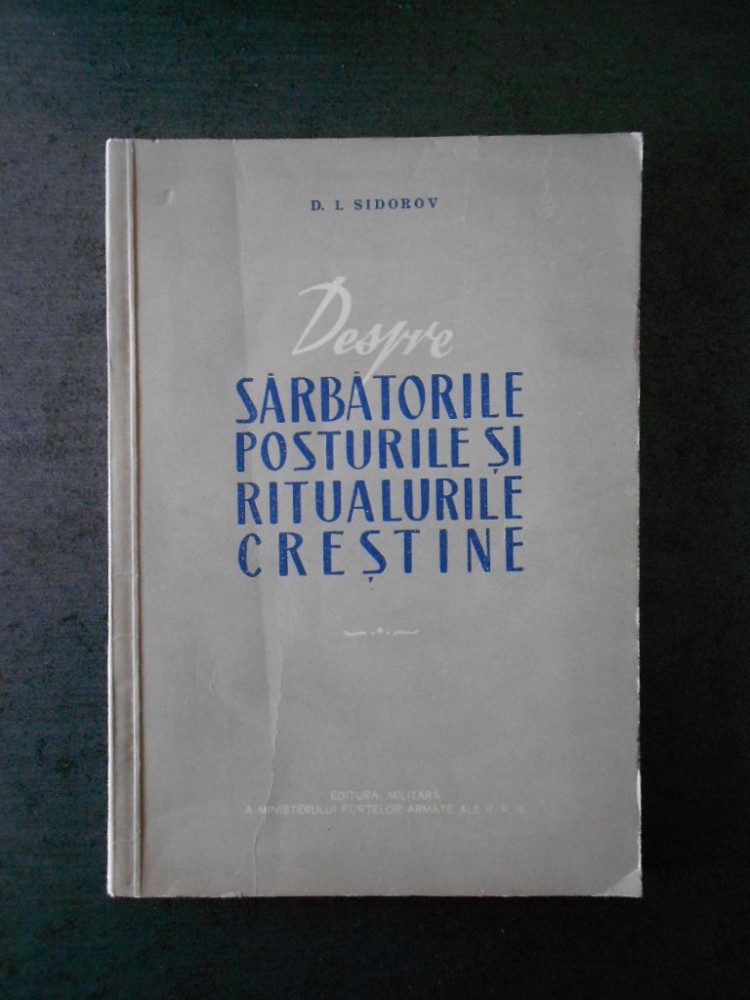 D. I. SIDOROV
Despre
SĂRBĂTORILE
POSTURILE ȘI
RITUALURILE
CREȘTINE
EDITURA MILITARĂ
A MINISTERULUI FORȚELOR ARMATE ALE R. P. R.